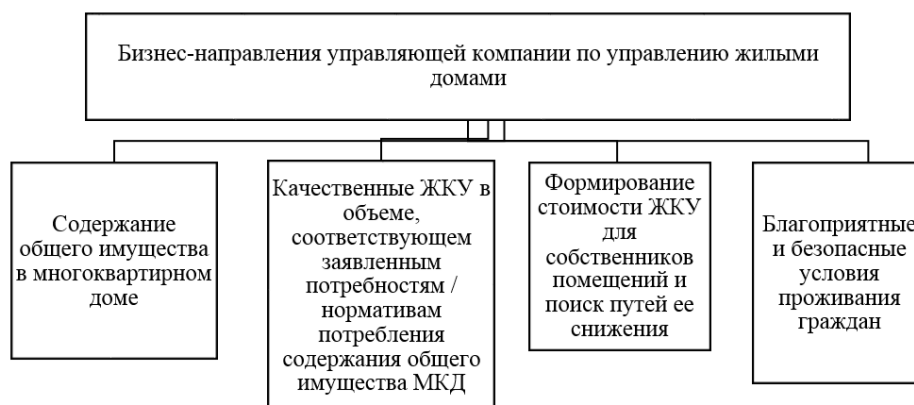 Бизнес-направления управляющей компании по управлению жилыми
домами
Содержание
общего имущества
в многоквартирном
доме
Качественные ЖКУ в
объеме,
соответствующем
заявленным
потребностям /
нормативам
потребления
содержания общего
имущества МКД
Формирование
стоимости ЖКУ
для
собственников
помещений и
поиск путей ее
снижения
Благоприятные
и безопасные
условия
проживания
граждан